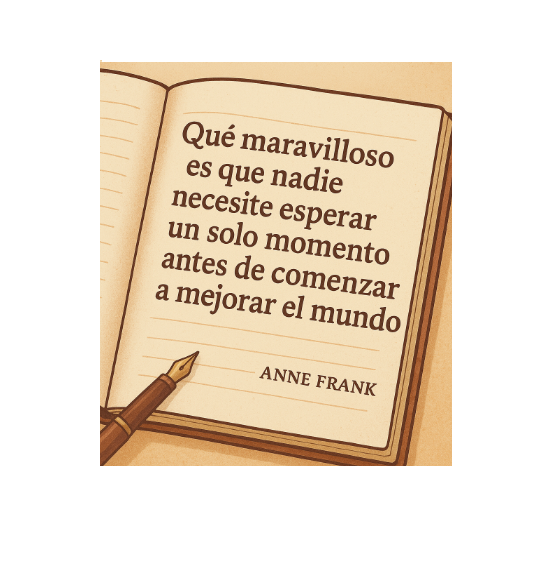 Qué maravilloso
es que nadie
necesite esperar
un solo momento
antes de comenzar
a mejorar el mundo
ANNE FRANK